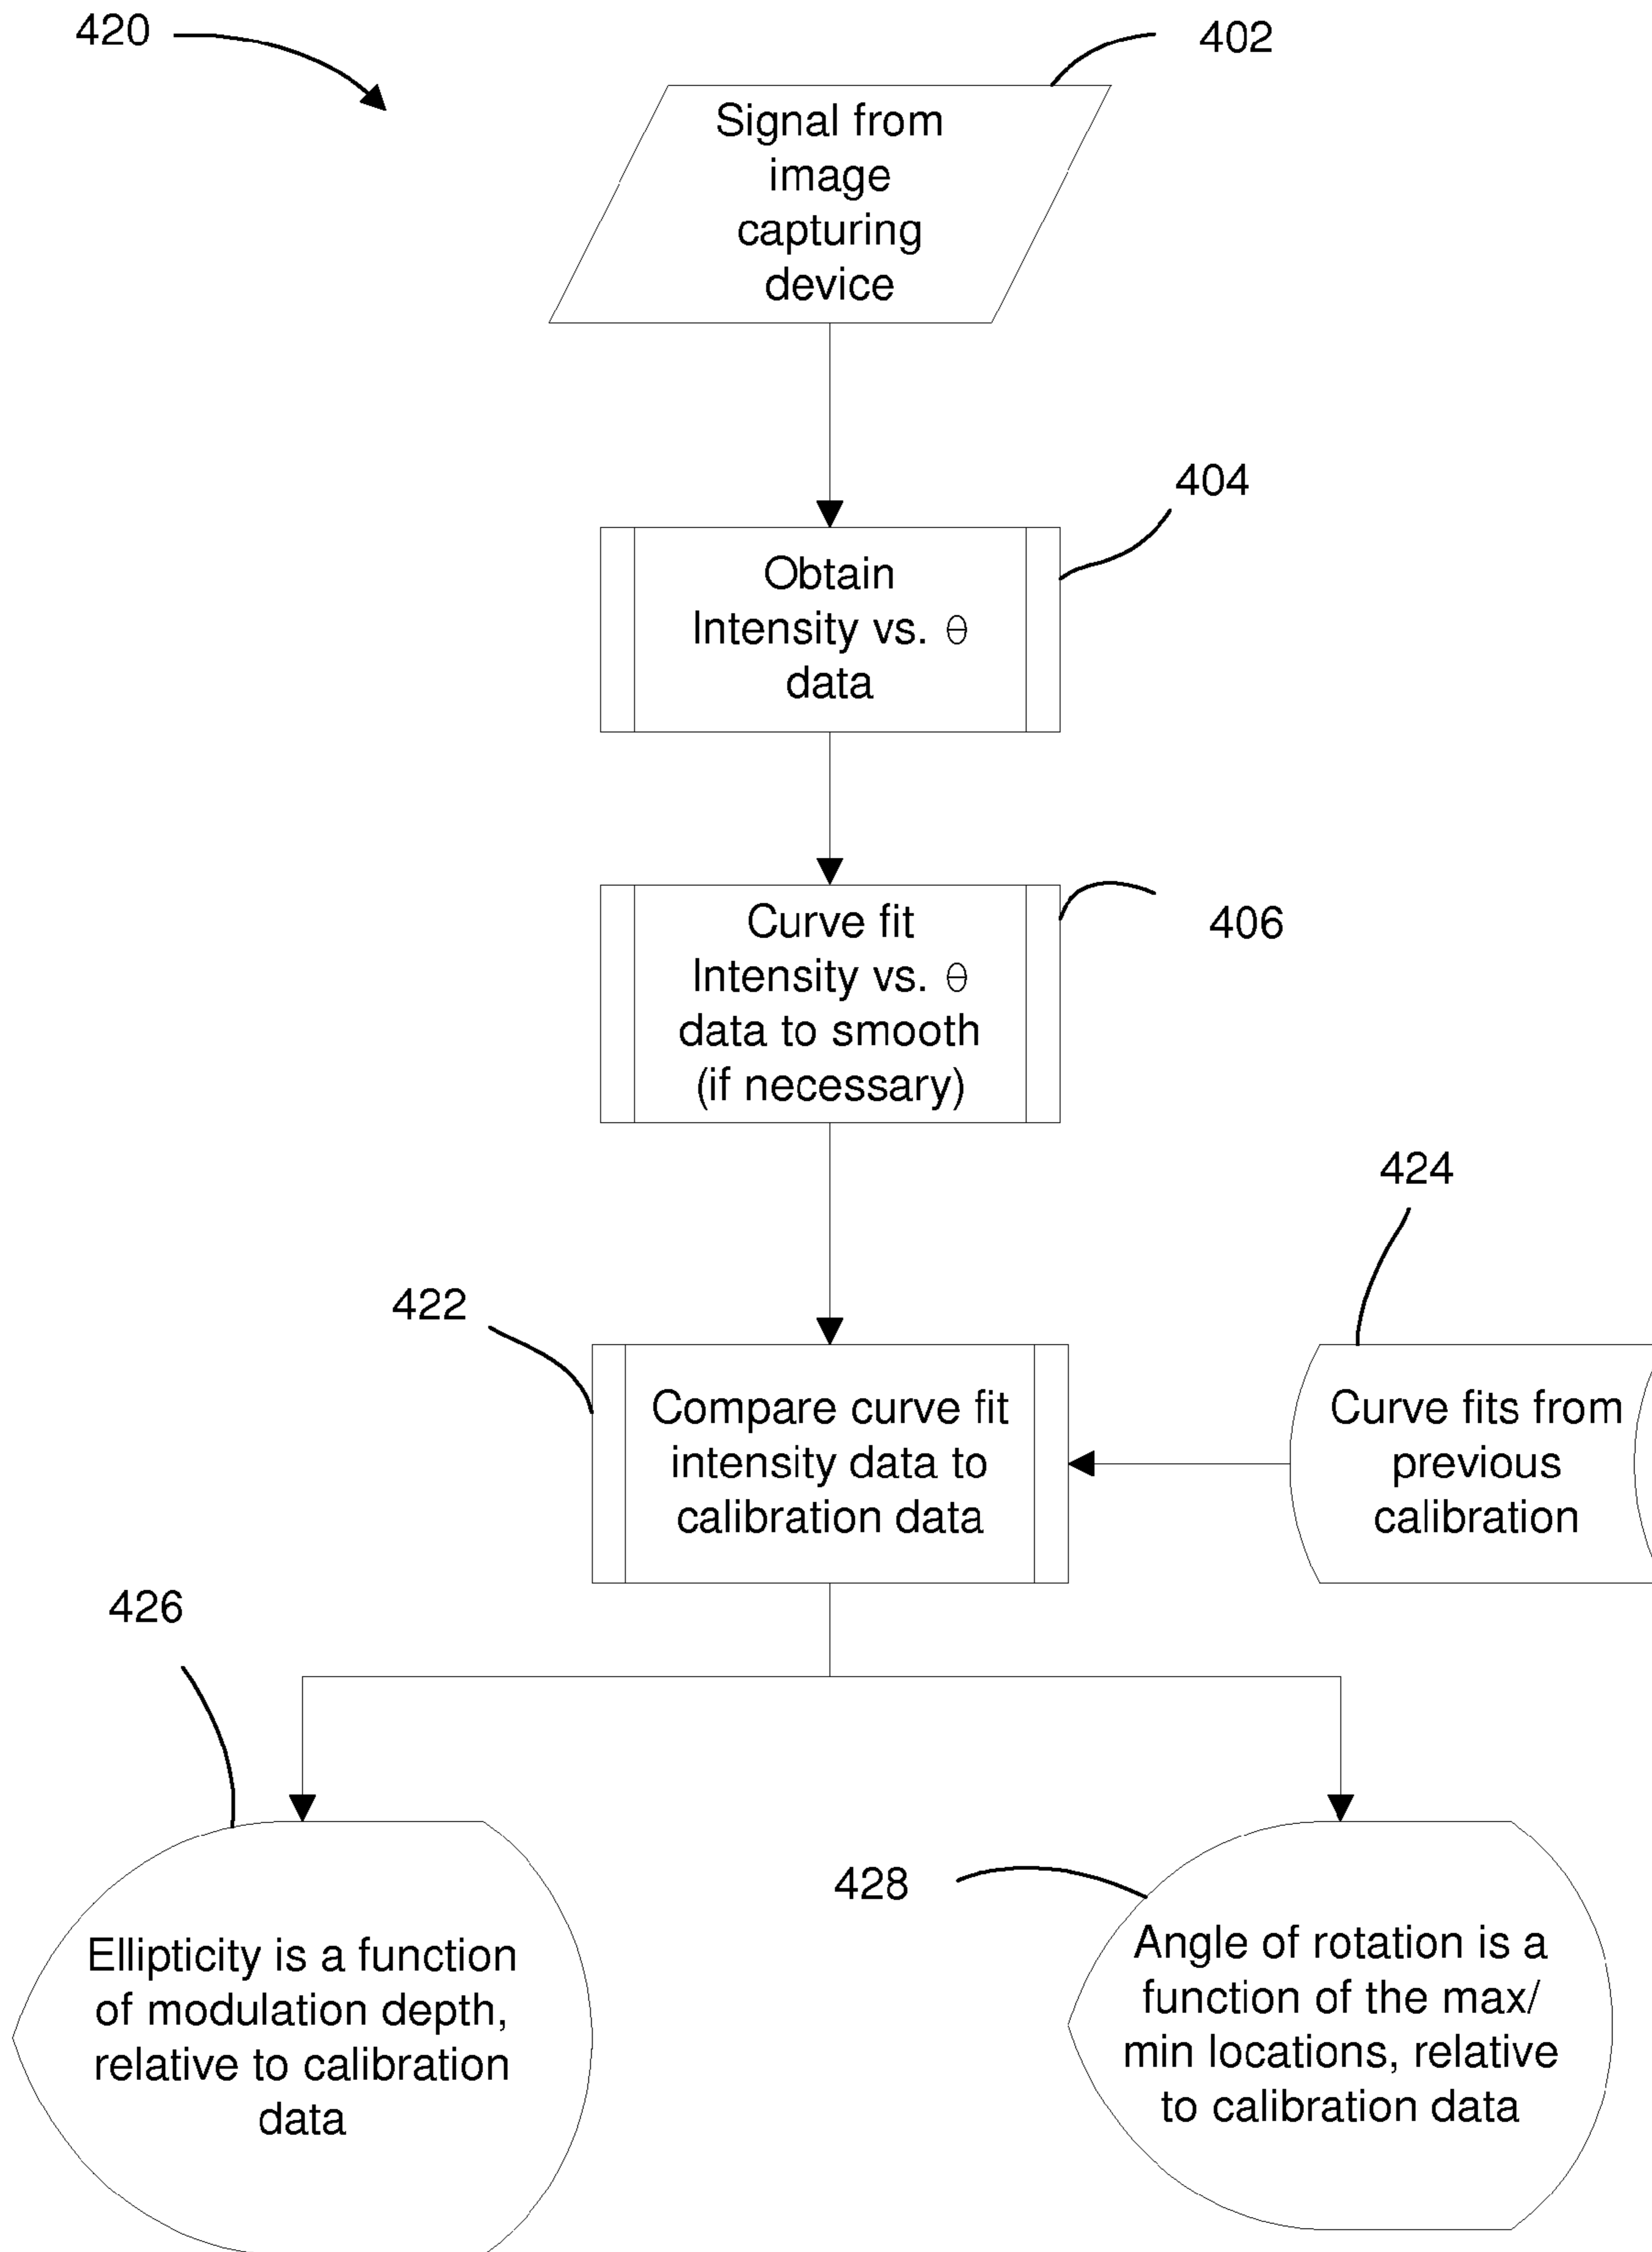 420
402
Signal from
image
capturing
device
404
Obtain
Intensity vs. θ
data
406
Curve fit
Intensity vs. θ
data to smooth
(if necessary)
424
422
Compare curve fit
intensity data to
calibration data
Curve fits from
previous
calibration
426
428
Ellipticity is a function
of modulation depth,
relative to calibration
data
Angle of rotation is a
function of the max/
min locations, relative
to calibration data